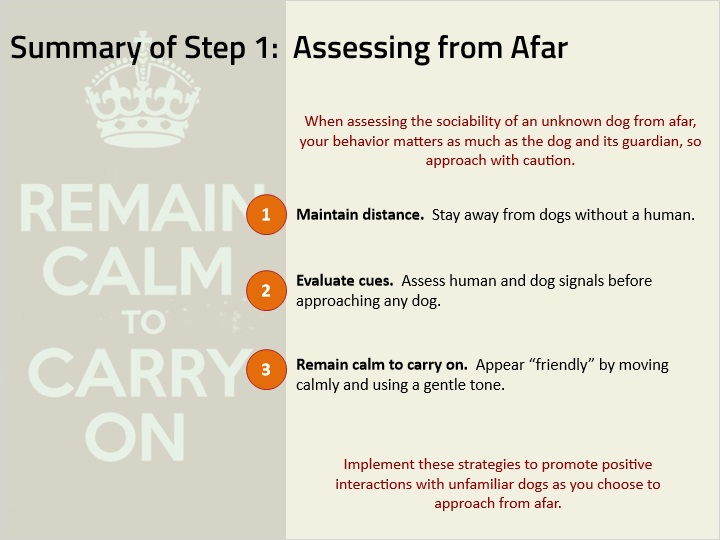 Summary of Step 1:  Assessing from Afar
REMAIN
CALM
TO
CARRY
ON
When assessing the sociability of an unknown dog from afar,
your behavior matters as much as the dog and its guardian, so
approach with caution.
1 Maintain distance.  Stay away from dogs without a human.
2 Evaluate cues.  Assess human and dog signals before
approaching any dog.
3 Remain calm to carry on.  Appear “friendly” by moving
calmly and using a gentle tone.
Implement these strategies to promote positive
interactions with unfamiliar dogs as you choose to
approach from afar.